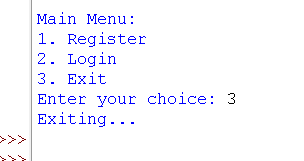 Main Menu:
1. Register
2. Login
3. Exit
Enter your choice: 3
Exiting...
>>>
>>>